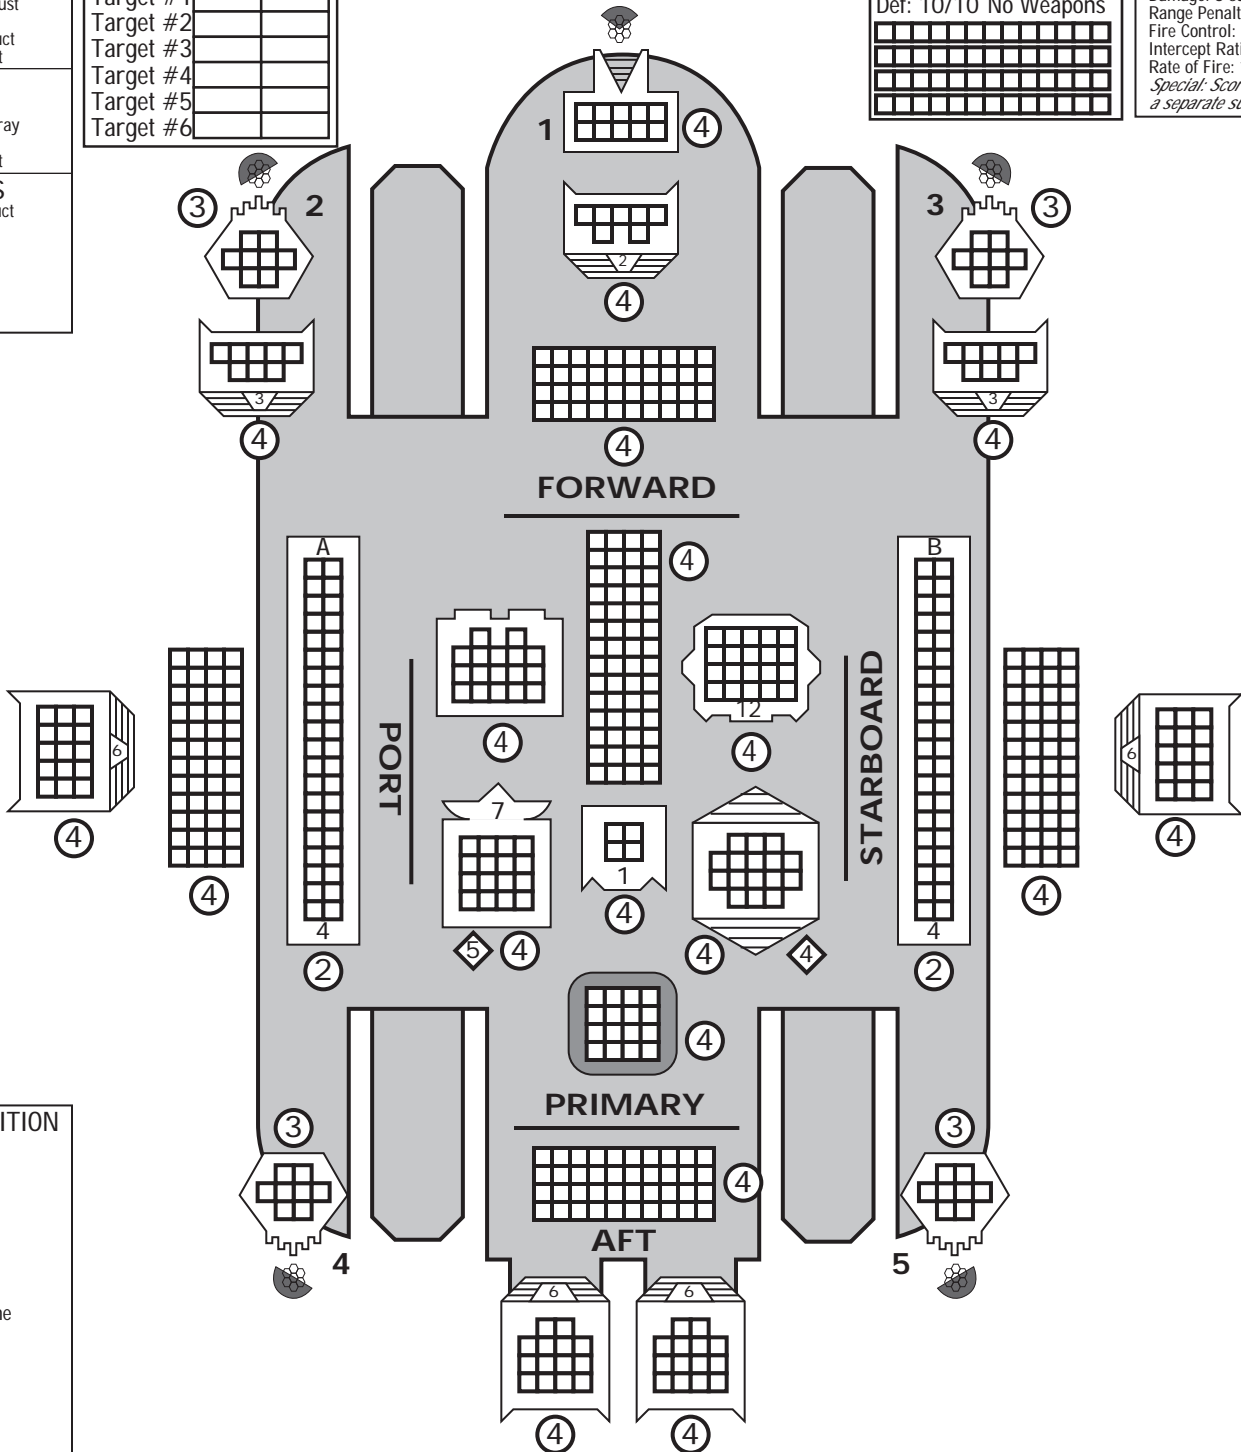 Target #2
Target #3
Target #4
Target #5
Target #6
Def: 10/10 No Weapons
Range Penalt
Fire Control:
Intercept Rati
Rate of Fire:
Special: Scor
a separate su
ust
uct
t
ray
t
S
uct
1
4
3
2
3
3
2
4
3
3
4
4
4
FORWARD
A
B
4
PORT
STARBOARD
12
4
4
6
6
7
4
4
1
4
4
4
4
4
4
5
4
4
4
2
2
4
PRIMARY
ITION
3
3
4
AFT
4
5
6
6
ne
4
4